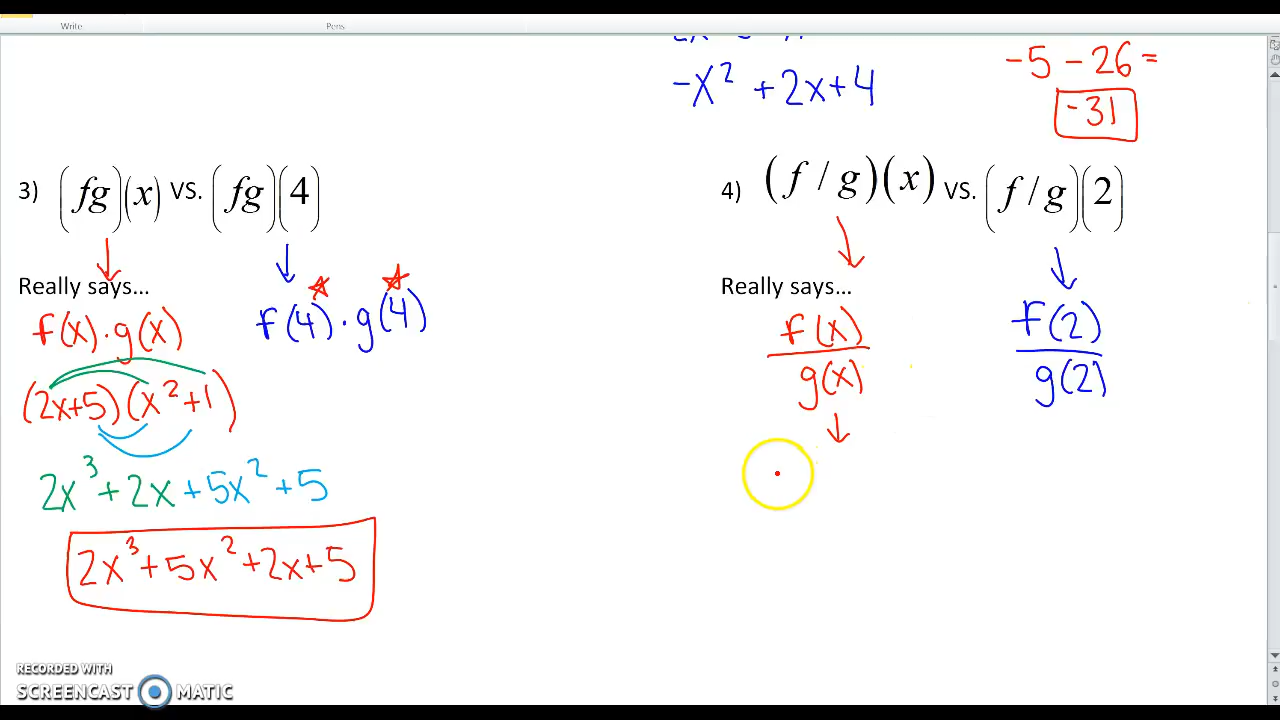 Write Pens
-x² + 2x + 4
-5 - 26 =
-31
3) (fg)(x) VS. (fg)(4)
Really says...
f(x) · g(x)
f(4) · g(4)
(2x+5)(x²+1)
2x³ + 2x + 5x² + 5
2x³ + 5x² + 2x + 5
4) (f / g)(x) VS. (f / g)(2)
Really says...
f(x)
g(x)
f(2)
g(2)
RECORDED WITH
SCREENCAST MATIC